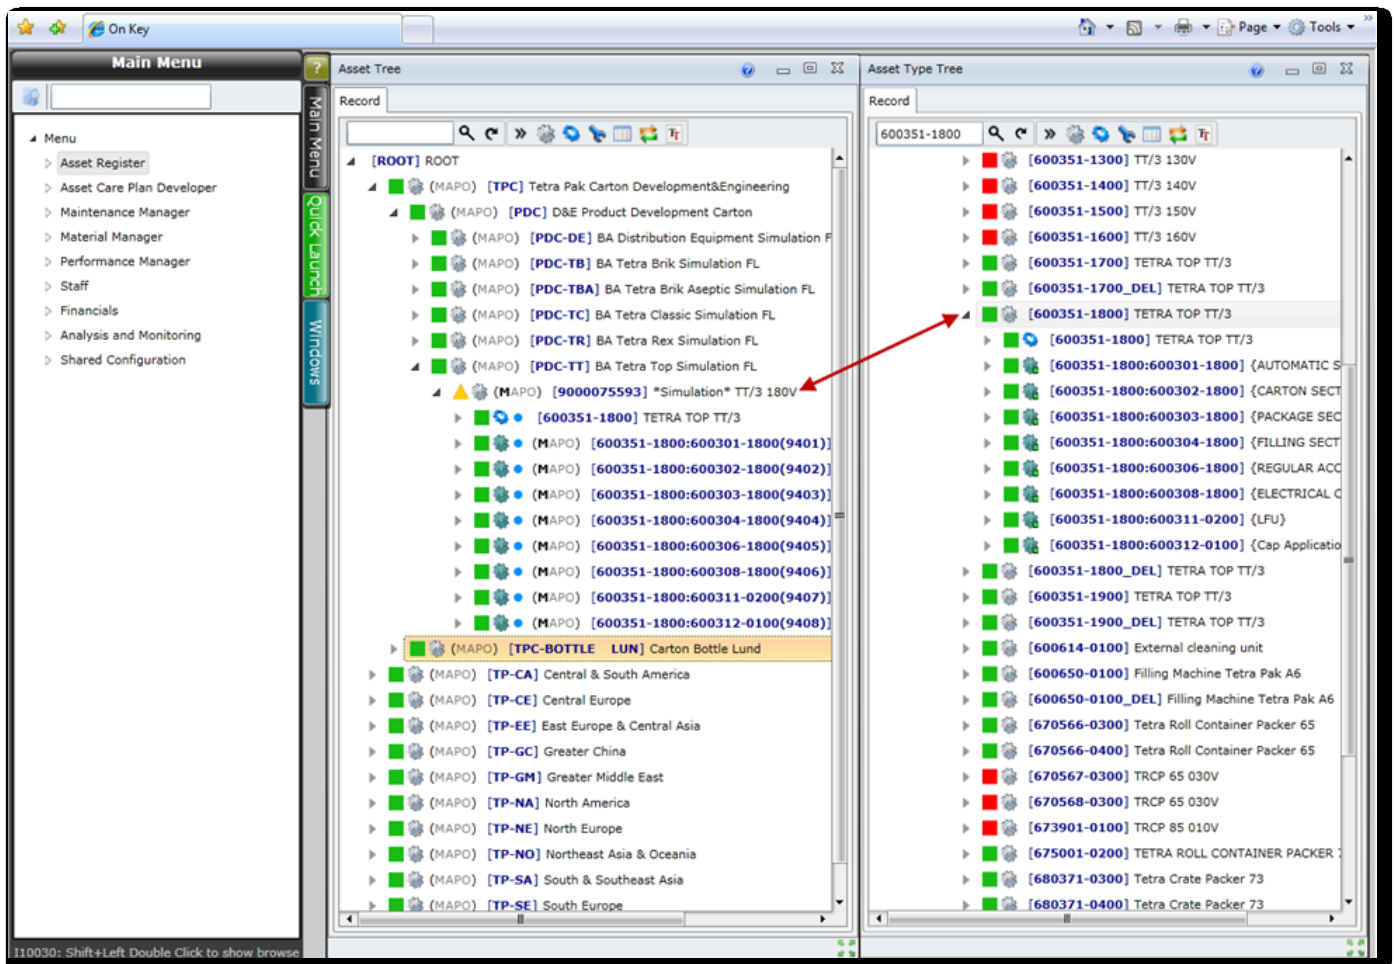 On Key
Page
Tools
Main Menu
Menu
Asset Register
Asset Care Plan Developer
Maintenance Manager
Material Manager
Performance Manager
Staff
Financials
Analysis and Monitoring
Shared Configuration
I10030: Shift+Left Double Click to show browse
?
Main Menu
Quick Launch
Windows
Asset Tree
Record
[ROOT] ROOT
(MAPO) [TPC] Tetra Pak Carton Development&Engineering
(MAPO) [PDC] D&E Product Development Carton
(MAPO) [PDC-DE] BA Distribution Equipment Simulation F
(MAPO) [PDC-TB] BA Tetra Brik Simulation FL
(MAPO) [PDC-TBA] BA Tetra Brik Aseptic Simulation FL
(MAPO) [PDC-TC] BA Tetra Classic Simulation FL
(MAPO) [PDC-TR] BA Tetra Rex Simulation FL
(MAPO) [PDC-TT] BA Tetra Top Simulation FL
(MAPO) [9000075593] *Simulation* TT/3 180V
[600351-1800] TETRA TOP TT/3
(MAPO) [600351-1800:600301-1800(9401)]
(MAPO) [600351-1800:600302-1800(9402)]
(MAPO) [600351-1800:600303-1800(9403)]
(MAPO) [600351-1800:600304-1800(9404)]
(MAPO) [600351-1800:600306-1800(9405)]
(MAPO) [600351-1800:600308-1800(9406)]
(MAPO) [600351-1800:600311-0200(9407)]
(MAPO) [600351-1800:600312-0100(9408)]
(MAPO) [TPC-BOTTLE LUN] Carton Bottle Lund
(MAPO) [TP-CA] Central & South America
(MAPO) [TP-CE] Central Europe
(MAPO) [TP-EE] East Europe & Central Asia
(MAPO) [TP-GC] Greater China
(MAPO) [TP-GM] Greater Middle East
(MAPO) [TP-NA] North America
(MAPO) [TP-NE] North Europe
(MAPO) [TP-NO] Northeast Asia & Oceania
(MAPO) [TP-SA] South & Southeast Asia
(MAPO) [TP-SE] South Europe
Asset Type Tree
Record
600351-1800
[600351-1300] TT/3 130V
[600351-1400] TT/3 140V
[600351-1500] TT/3 150V
[600351-1600] TT/3 160V
[600351-1700] TETRA TOP TT/3
[600351-1700_DEL] TETRA TOP TT/3
[600351-1800] TETRA TOP TT/3
[600351-1800] TETRA TOP TT/3
[600351-1800:600301-1800] {AUTOMATIC S
[600351-1800:600302-1800] {CARTON SECT
[600351-1800:600303-1800] {PACKAGE SEC
[600351-1800:600304-1800] {FILLING SECT
[600351-1800:600306-1800] {REGULAR ACC
[600351-1800:600308-1800] {ELECTRICAL C
[600351-1800:600311-0200] {LFU}
[600351-1800:600312-0100] {Cap Applicatio
[600351-1800_DEL] TETRA TOP TT/3
[600351-1900] TETRA TOP TT/3
[600351-1900_DEL] TETRA TOP TT/3
[600614-0100] External cleaning unit
[600650-0100] Filling Machine Tetra Pak A6
[600650-0100_DEL] Filling Machine Tetra Pak A6
[670566-0300] Tetra Roll Container Packer 65
[670566-0400] Tetra Roll Container Packer 65
[670567-0300] TRCP 65 030V
[670568-0300] TRCP 65 030V
[673901-0100] TRCP 85 010V
[675001-0200] TETRA ROLL CONTAINER PACKER
[680371-0300] Tetra Crate Packer 73
[680371-0400] Tetra Crate Packer 73